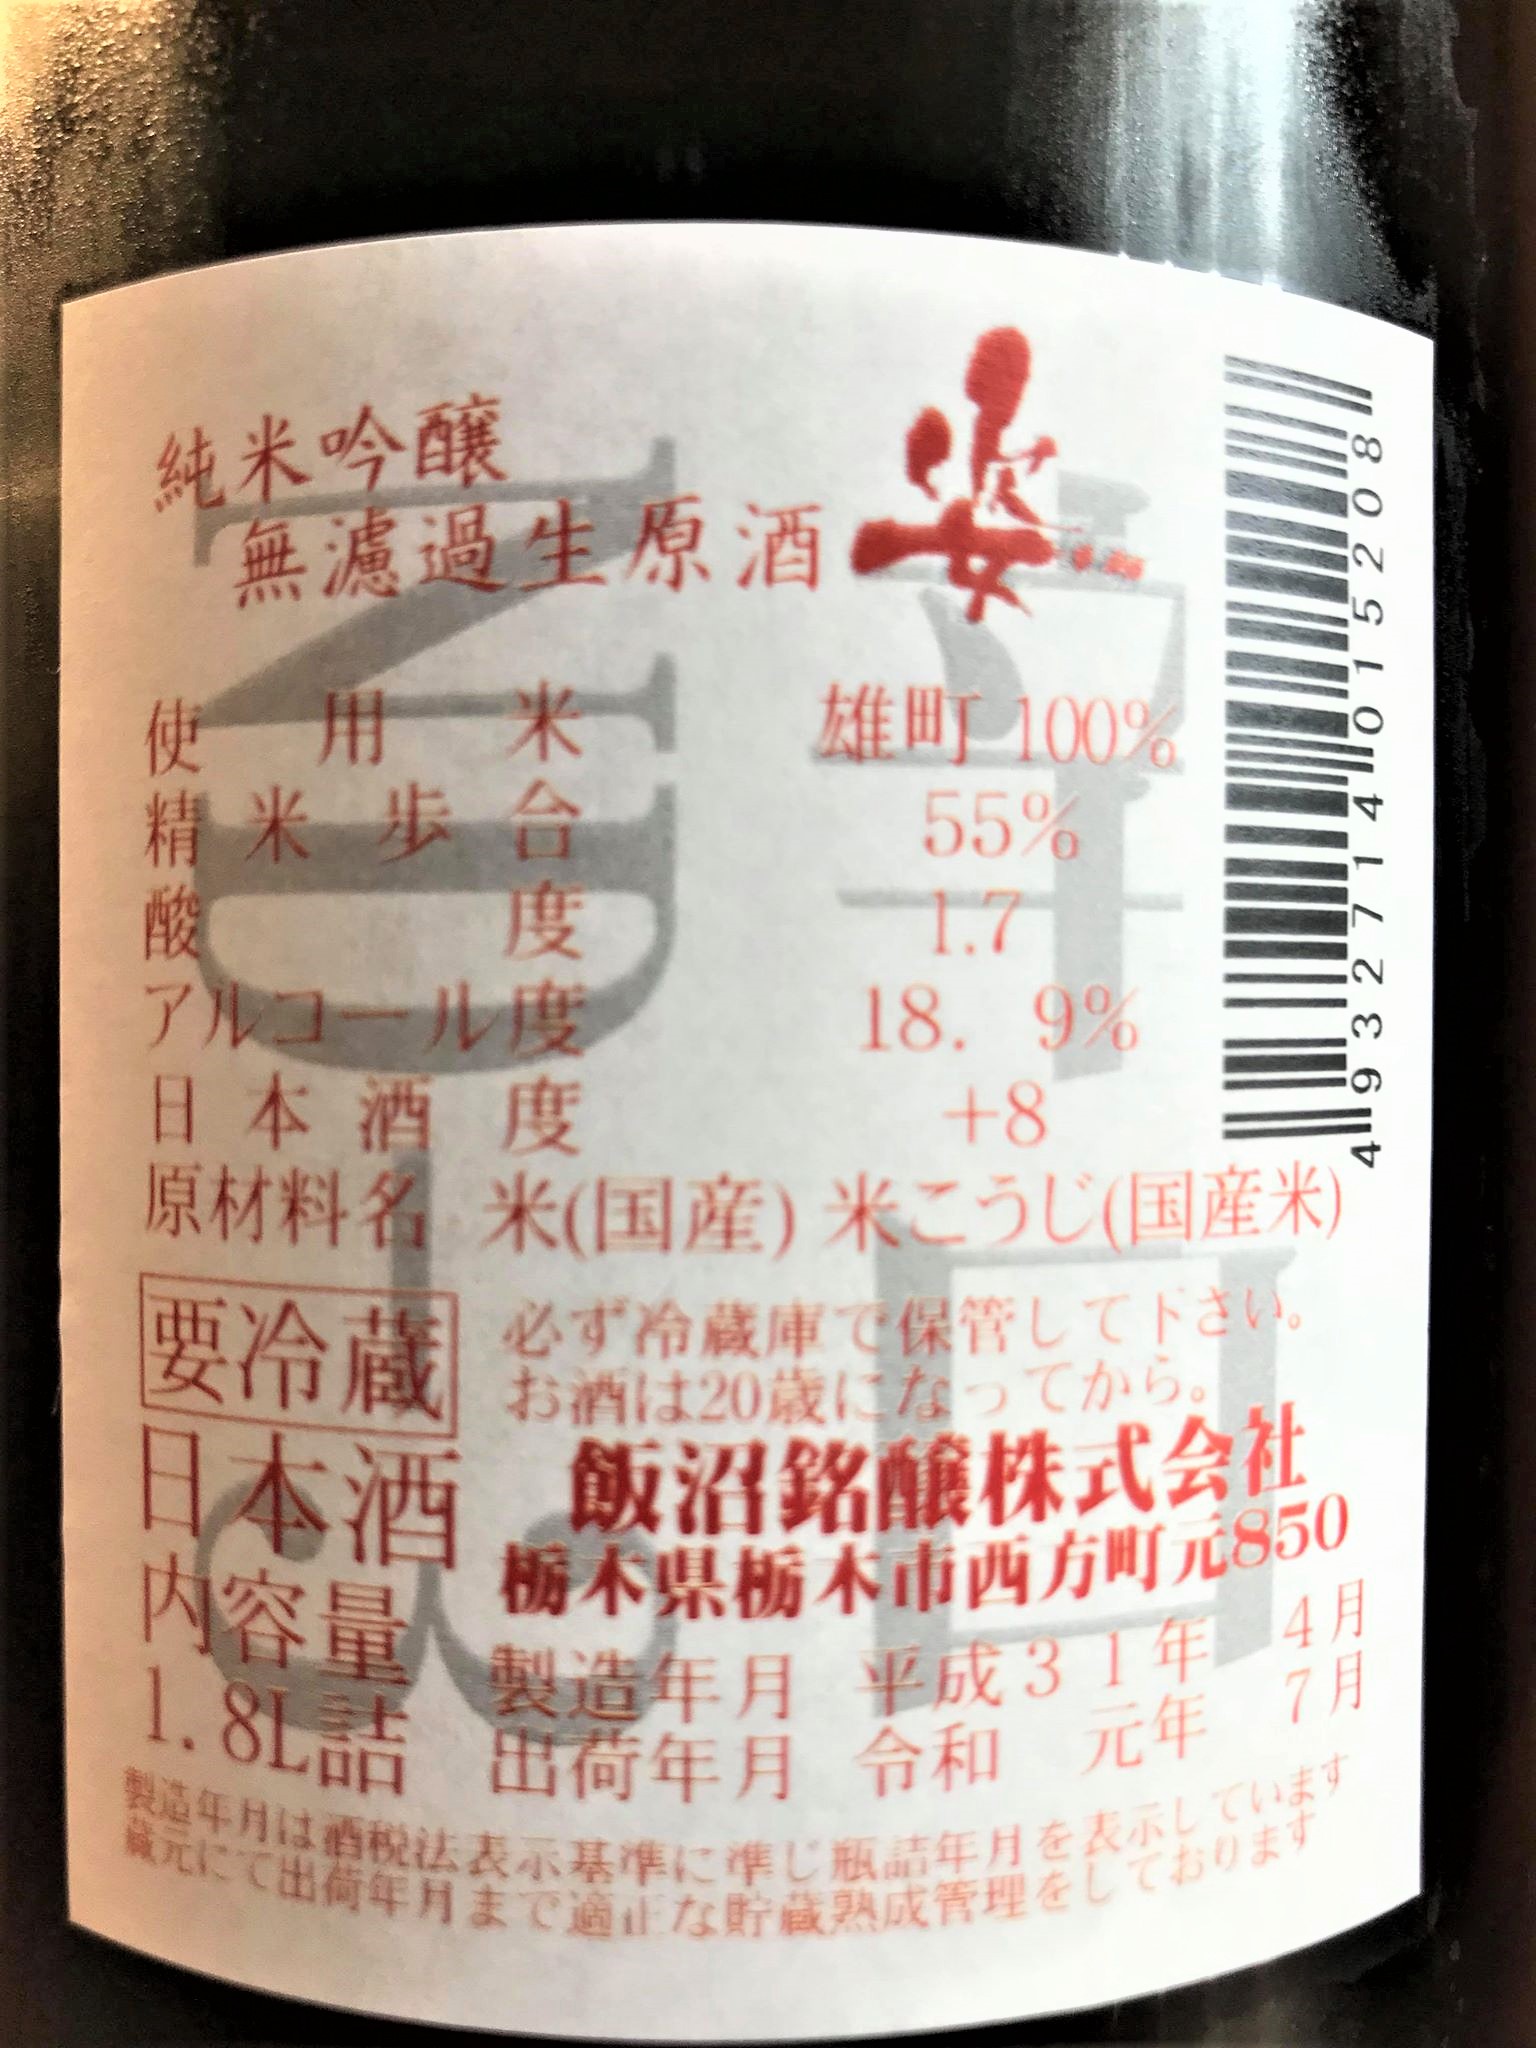 純米吟醸
無濾過生原酒
姿
使用米 雄町 100%
精米歩合 55%
酸度 1.7
アルコール度 18. 9%
日本酒度 +8
原材料名 米(国産) 米こうじ(国産米)
要冷蔵
必ず冷蔵庫で保管して下さい。
お酒は20歳になってから。
日本酒
飯沼銘醸株式会社
栃木県栃木市西方町元850
内容量
1.8L詰
製造年月 平成31年 4月
出荷年月 令和 元年 7月
製造年月は酒税法表示基準に準じ瓶詰年月を表示しています
蔵元にて出荷年月まで適正な貯蔵熟成管理をしております
4932714015208